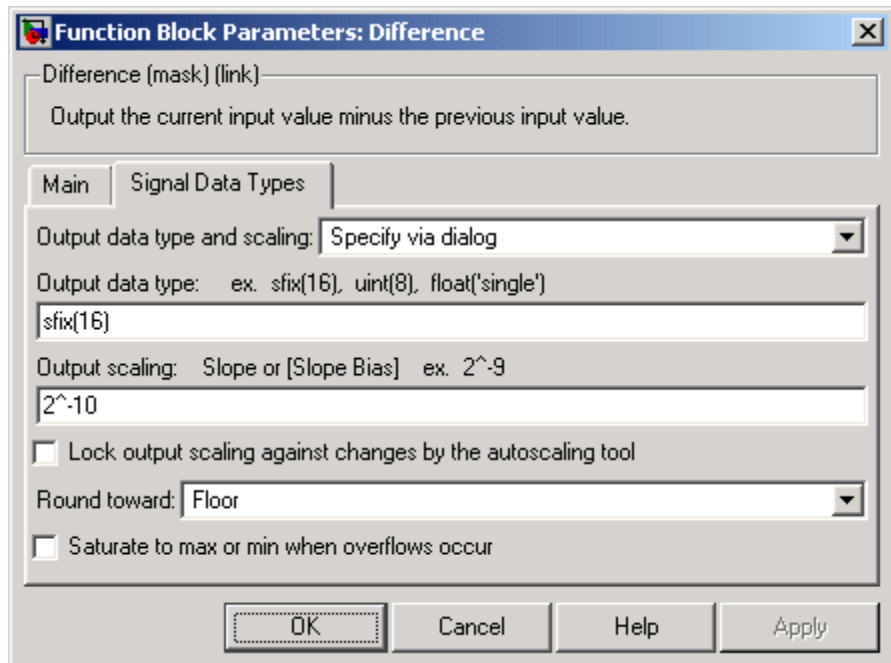 Function Block Parameters: Difference
Difference (mask) (link)
Output the current input value minus the previous input value.
Main Signal Data Types
Output data type and scaling: Specify via dialog
Output data type: ex. sfix(16), uint(8), float('single')
sfix(16)
Output scaling: Slope or [Slope Bias] ex. 2^-9
2^-10
Lock output scaling against changes by the autoscaling tool
Round toward: Floor
Saturate to max or min when overflows occur
OK Cancel Help Apply